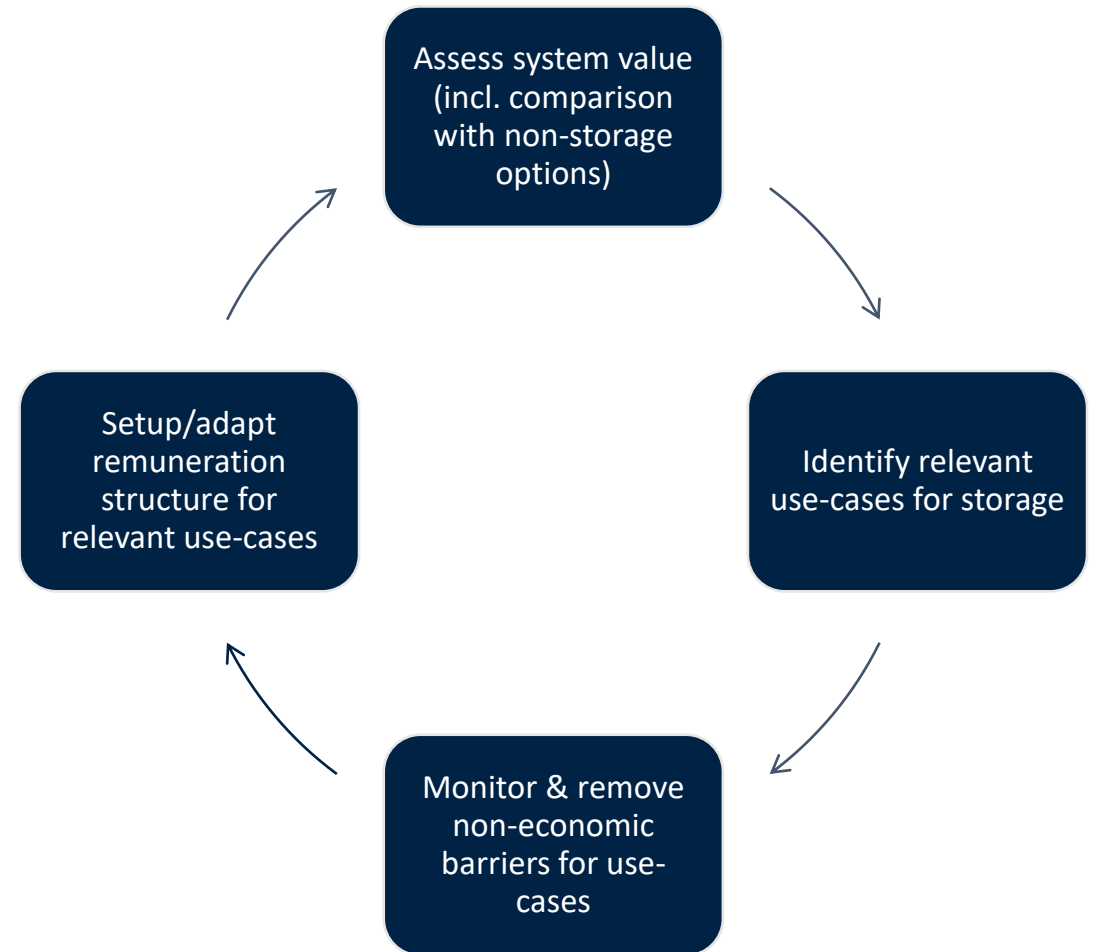 Assess system value
(incl. comparison
with non-storage
options)
Identify relevant
use-cases for storage
Monitor & remove
non-economic
barriers for use-
cases
Setup/adapt
remuneration
structure for
relevant use-cases